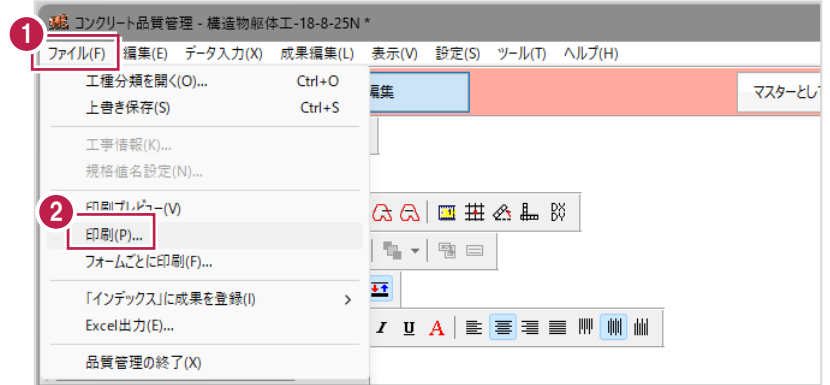 1
コンクリート品質管理 - 構造物躯体工-18-8-25N *
ファイル(F) 編集(E) データ入力(X) 成果編集(L) 表示(V) 設定(S) ツール(T) ヘルプ(H)
工種分類を開く(O)... Ctrl+O
上書き保存(S) Ctrl+S
編集
マスターとし
工事情報(K)...
規格値名設定(N)...
2
印刷プレビュー(V)
印刷(P)...
フォームごとに印刷(F)...
「インデックス」に成果を登録(I)
Excel出力(E)...
I U A
品質管理の終了(X)